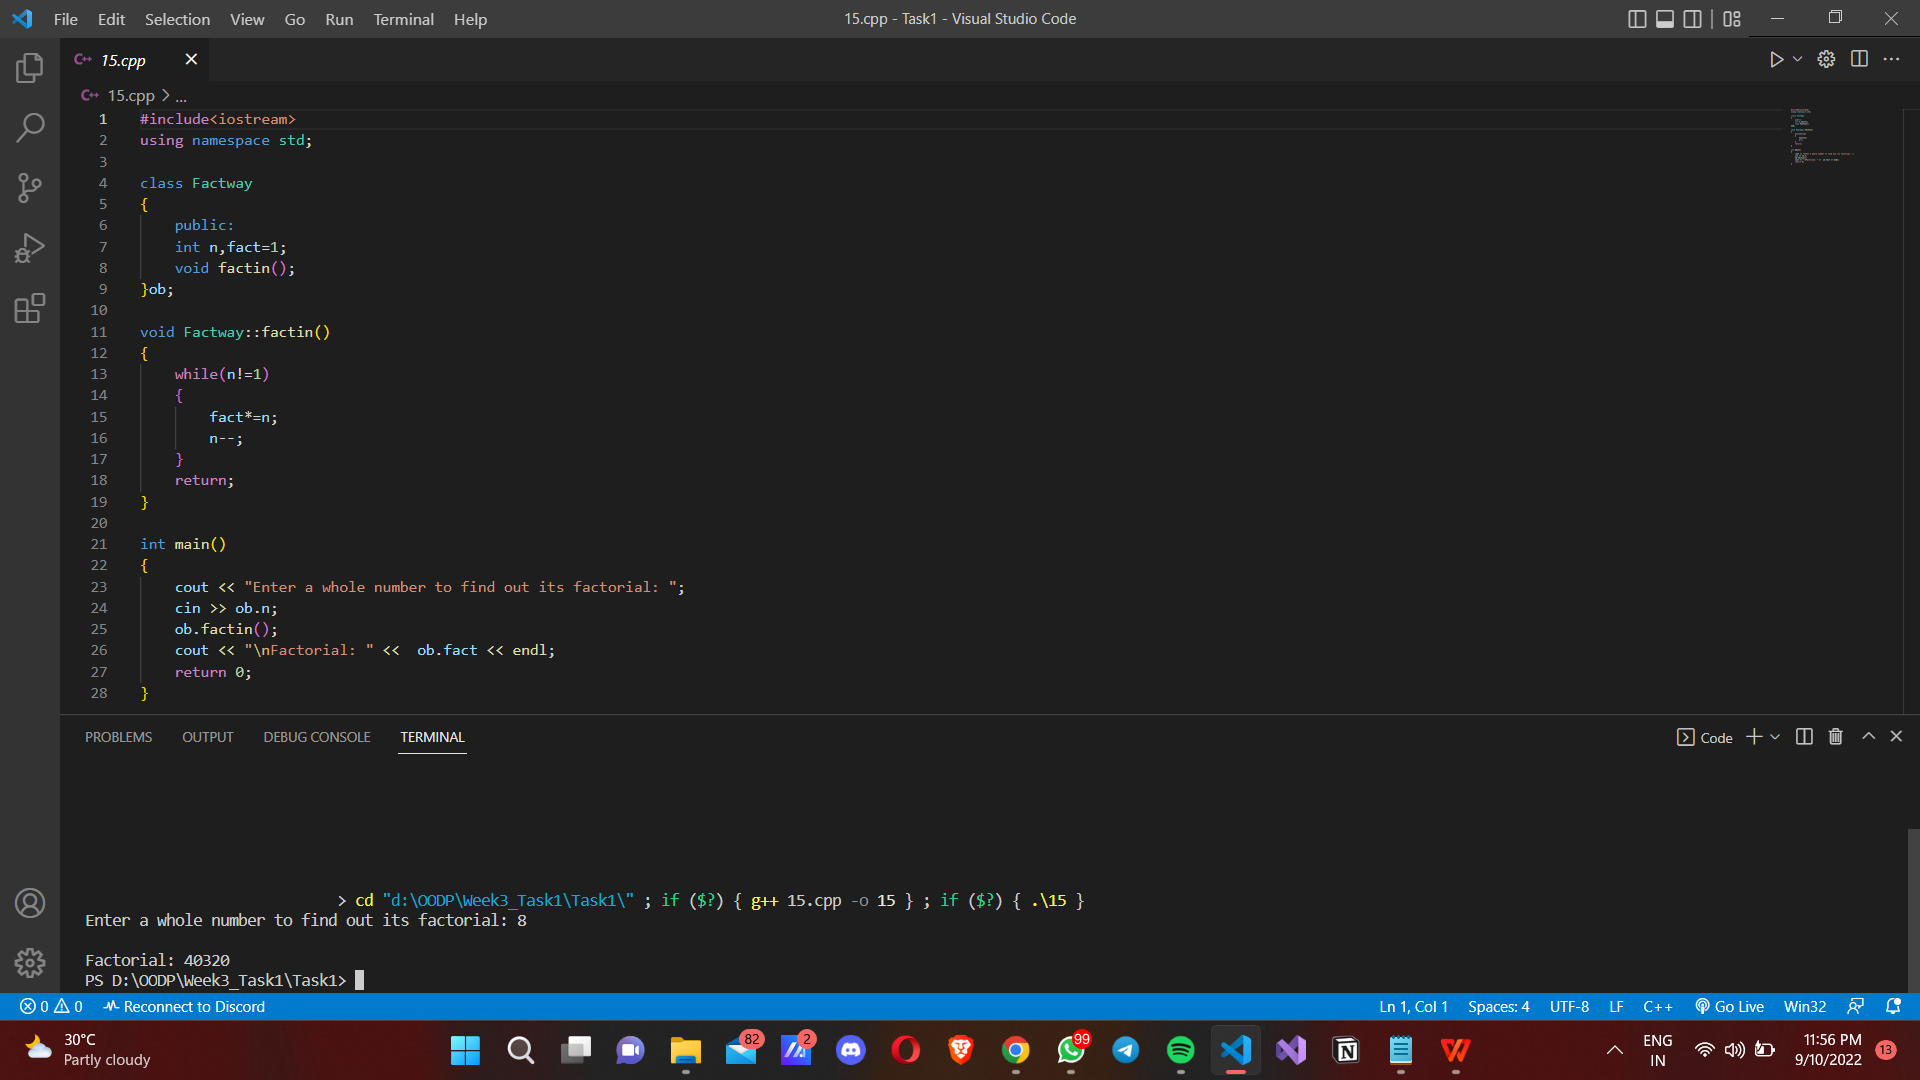 File Edit Selection View Go Run Terminal Help
15.cpp - Task1 - Visual Studio Code
C++ 15.cpp
C++ 15.cpp > ...
1 #include<iostream>
2 using namespace std;
3
4 class Factway
5 {
6 public:
7 int n,fact=1;
8 void factin();
9 }ob;
10
11 void Factway::factin()
12 {
13 while(n!=1)
14 {
15 fact*=n;
16 n--;
17 }
18 return;
19 }
20
21 int main()
22 {
23 cout << "Enter a whole number to find out its factorial: ";
24 cin >> ob.n;
25 ob.factin();
26 cout << "\nFactorial: " <<  ob.fact << endl;
27 return 0;
28 }
PROBLEMS OUTPUT DEBUG CONSOLE TERMINAL
Code
> cd "d:\OODP\Week3_Task1\Task1\" ; if ($?) { g++ 15.cpp -o 15 } ; if ($?) { .\15 }
Enter a whole number to find out its factorial: 8
Factorial: 40320
PS D:\OODP\Week3_Task1\Task1>
0 0 Reconnect to Discord
Ln 1, Col 1 Spaces: 4 UTF-8 LF C++ Go Live Win32
30°C
Partly cloudy
82
2
99
ENG
IN
11:56 PM
9/10/2022
13